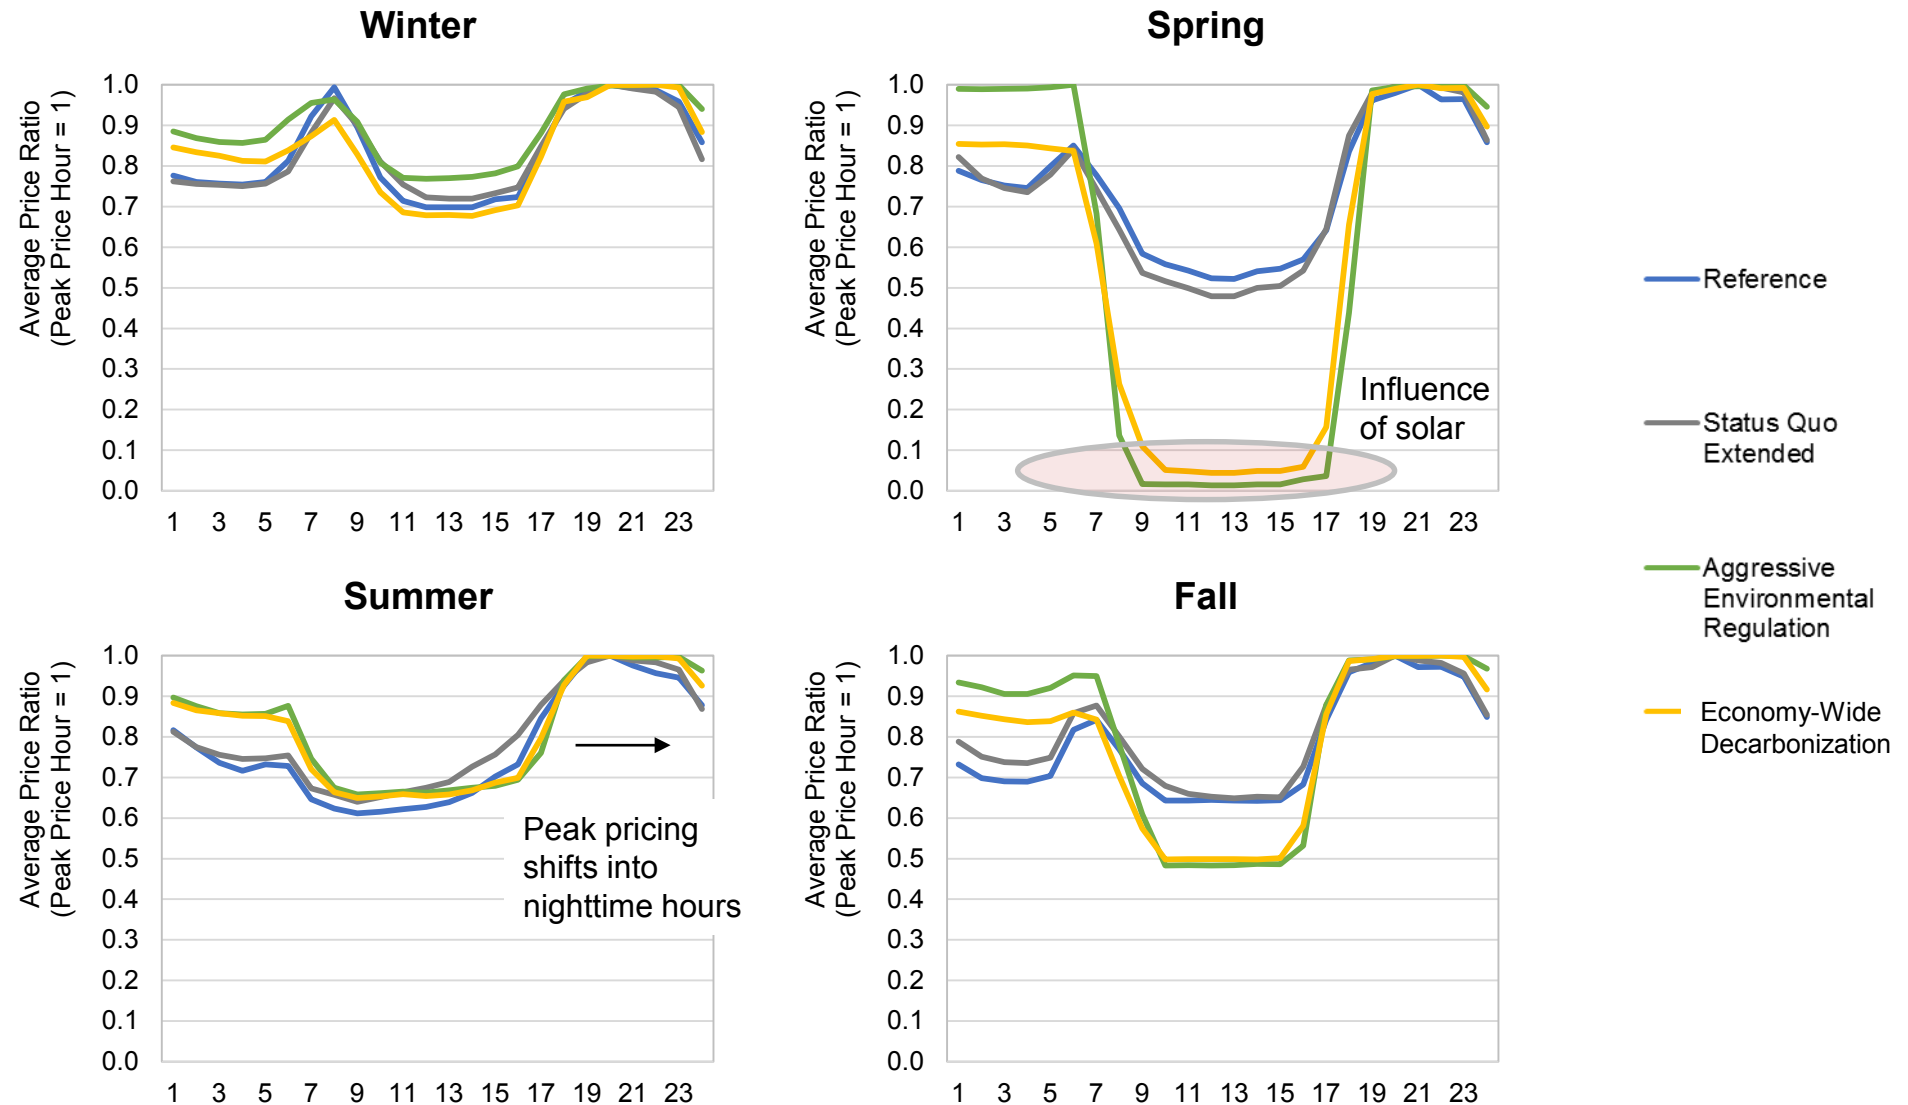 Winter
Average Price Ratio
(Peak Price Hour = 1)
1.0
0.9
0.8
0.7
0.6
0.5
0.4
0.3
0.2
0.1
0.0
1 3 5 7 9 11 13 15 17 19 21 23
Spring
Average Price Ratio
(Peak Price Hour = 1)
1.0
0.9
0.8
0.7
0.6
0.5
0.4
0.3
0.2
0.1
0.0
Influence
of solar
1 3 5 7 9 11 13 15 17 19 21 23
Summer
Average Price Ratio
(Peak Price Hour = 1)
1.0
0.9
0.8
0.7
0.6
0.5
0.4
0.3
0.2
0.1
0.0
Peak pricing
shifts into
nighttime hours
1 3 5 7 9 11 13 15 17 19 21 23
Fall
Average Price Ratio
(Peak Price Hour = 1)
1.0
0.9
0.8
0.7
0.6
0.5
0.4
0.3
0.2
0.1
0.0
1 3 5 7 9 11 13 15 17 19 21 23
Reference
Status Quo
Extended
Aggressive
Environmental
Regulation
Economy-Wide
Decarbonization